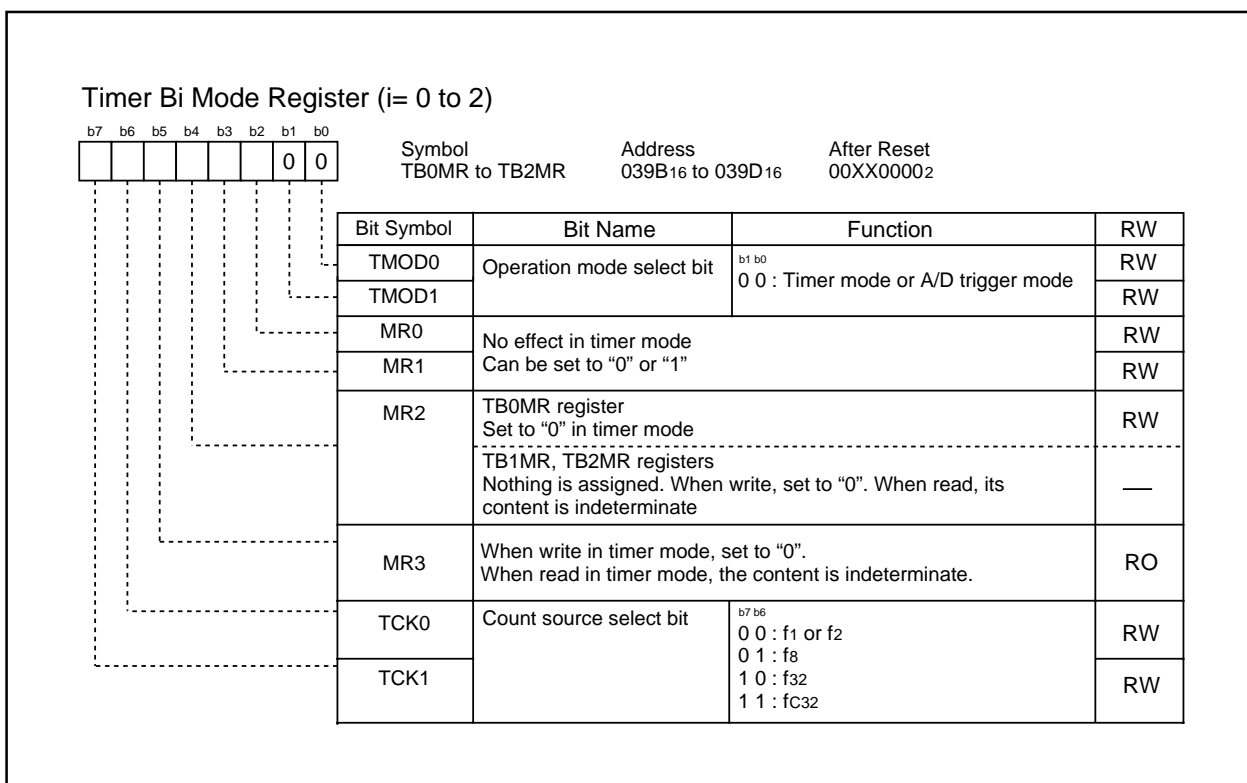 Timer Bi Mode Register (i= 0 to 2)
b7 b6 b5 b4 b3 b2 b1 b0
0 0
Symbol Address After Reset
TB0MR to TB2MR 039B16 to 039D16 00XX00002
Bit Symbol Bit Name Function RW
TMOD0 Operation mode select bit b1 b0 RW
0 0 : Timer mode or A/D trigger mode
TMOD1 RW
MR0 No effect in timer mode RW
MR1 Can be set to “0” or “1” RW
MR2 TB0MR register RW
Set to “0” in timer mode
TB1MR, TB2MR registers
Nothing is assigned. When write, set to “0”. When read, its —
content is indeterminate
MR3 When write in timer mode, set to “0”. RO
When read in timer mode, the content is indeterminate.
TCK0 Count source select bit b7 b6 RW
0 0 : f1 or f2
0 1 : f8
TCK1 1 0 : f32 RW
1 1 : fC32